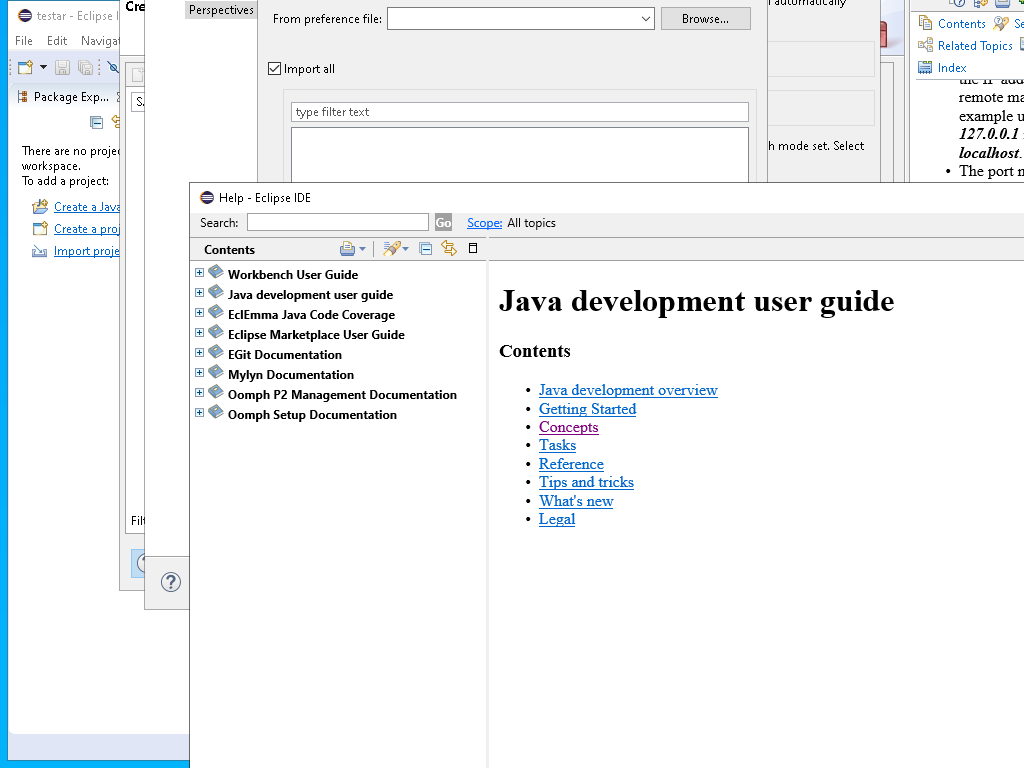 testar - Eclipse I
File Edit Navigat
Package Exp...
There are no projec
workspace.
To add a project:
Create a Java
Create a proj
Import proje
Cre
Filt
Perspectives
From preference file:
Browse...
Import all
type filter text
automatically
h mode set. Select
Contents
Related Topics
Index
remote ma
example u
127.0.0.1
localhost.
• The port n
Help - Eclipse IDE
Search:
Go
Scope: All topics
Contents
Workbench User Guide
Java development user guide
EclEmma Java Code Coverage
Eclipse Marketplace User Guide
EGit Documentation
Mylyn Documentation
Oomph P2 Management Documentation
Oomph Setup Documentation
Java development user guide
Contents
• Java development overview
• Getting Started
• Concepts
• Tasks
• Reference
• Tips and tricks
• What's new
• Legal